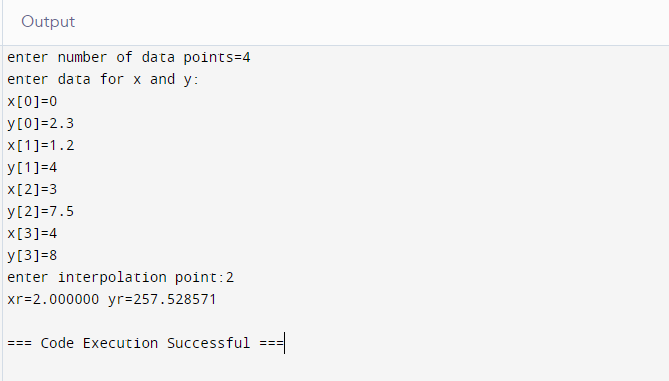 Output
enter number of data points=4
enter data for x and y:
x[0]=0
y[0]=2.3
x[1]=1.2
y[1]=4
x[2]=3
y[2]=7.5
x[3]=4
y[3]=8
enter interpolation point:2
xr=2.000000 yr=257.528571
=== Code Execution Successful ===